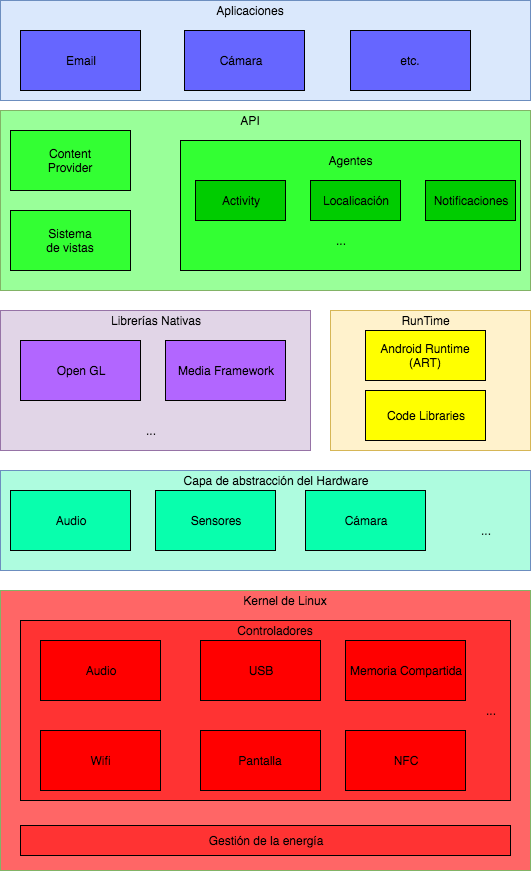 Aplicaciones
Email
Cámara
etc.
API
Content
Provider
Sistema
de vistas
Agentes
Activity
Localicación
Notificaciones
...
Librerías Nativas
Open GL
Media Framework
...
RunTime
Android Runtime
(ART)
Code Libraries
Capa de abstracción del Hardware
Audio
Sensores
Cámara
...
Kernel de Linux
Controladores
Audio
USB
Memoria Compartida
...
Wifi
Pantalla
NFC
Gestión de la energía